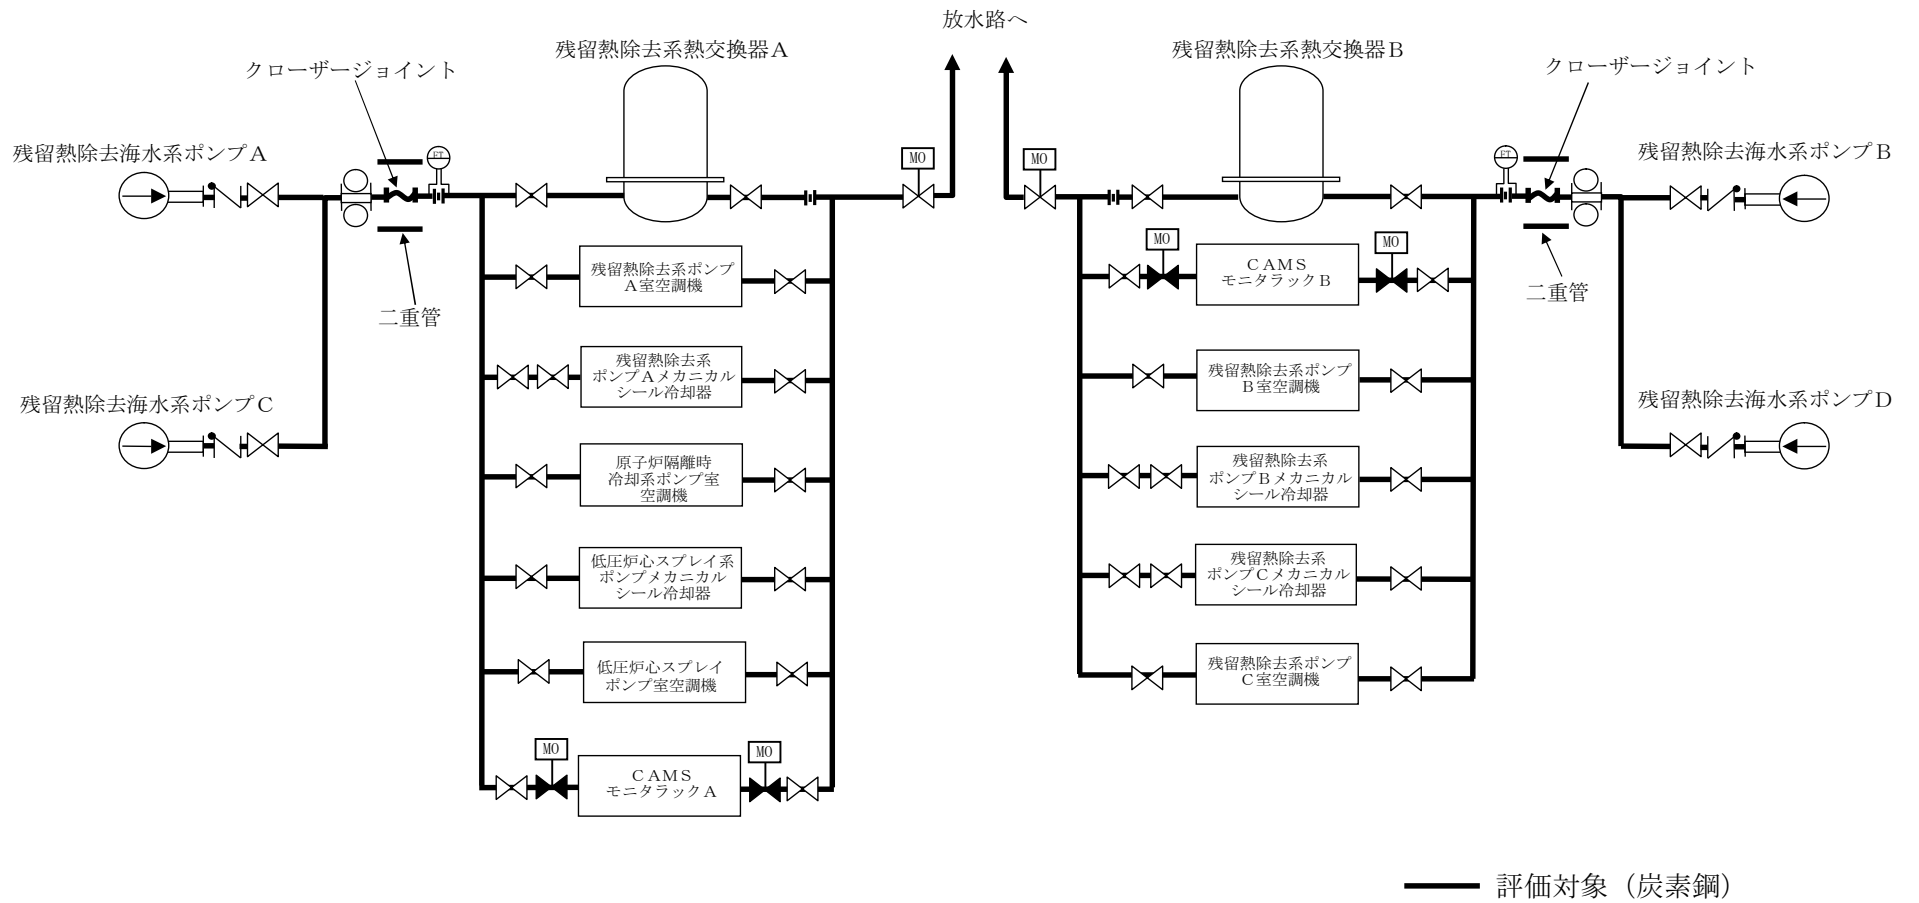 放水路へ
残留熱除去系熱交換器Ａ
残留熱除去系熱交換器Ｂ
クローザージョイント
クローザージョイント
残留熱除去海水系ポンプＡ
FT
MO
MO
FT
残留熱除去海水系ポンプＢ
二重管
残留熱除去系ポンプ
Ａ室空調機
MO
ＣＡＭＳ
モニタラックＢ
MO
二重管
残留熱除去系
ポンプＡメカニカル
シール冷却器
残留熱除去系ポンプ
Ｂ室空調機
残留熱除去海水系ポンプＣ
残留熱除去海水系ポンプＤ
原子炉隔離時
冷却系ポンプ室
空調機
残留熱除去系
ポンプＢメカニカル
シール冷却器
低圧炉心スプレイ系
ポンプメカニカル
シール冷却器
残留熱除去系
ポンプＣメカニカル
シール冷却器
低圧炉心スプレイ
ポンプ室空調機
残留熱除去系ポンプ
Ｃ室空調機
MO
ＣＡＭＳ
モニタラックＡ
MO
評価対象（炭素鋼）